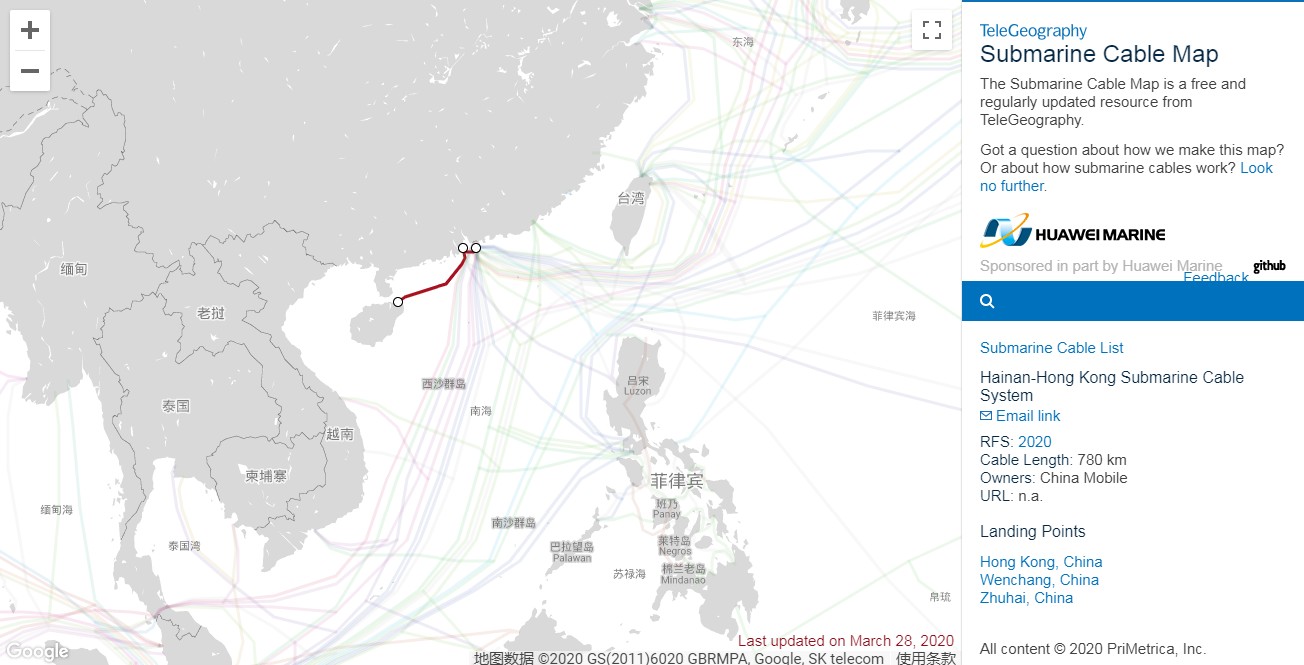 +
−
东海
台湾
缅甸
老挝
菲律宾海
西沙群岛
吕宋
Luzon
南海
泰国
越南
柬埔寨
菲律宾
班乃
Panay
缅甸海
南沙群岛
泰国湾
巴拉望岛
Palawan
莱特岛
Negros
苏禄海
棉兰老岛
Mindanao
帛琉
Last updated on March 28, 2020
Google
地图数据 ©2020 GS(2011)6020 GBRMPA, Google, SK telecom 使用条款
TeleGeography
Submarine Cable Map
The Submarine Cable Map is a free and
regularly updated resource from
TeleGeography.
Got a question about how we make this map?
Or about how submarine cables work? Look
no further.
HUAWEI MARINE
Sponsored in part by Huawei Marine
github
Feedback
Submarine Cable List
Hainan-Hong Kong Submarine Cable
System
Email link
RFS: 2020
Cable Length: 780 km
Owners: China Mobile
URL: n.a.
Landing Points
Hong Kong, China
Wenchang, China
Zhuhai, China
All content © 2020 PriMetrica, Inc.